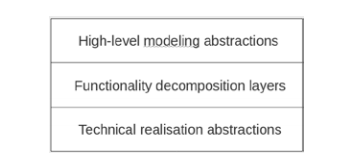 High-level modeling abstractions
Functionality decomposition layers
Technical realisation abstractions